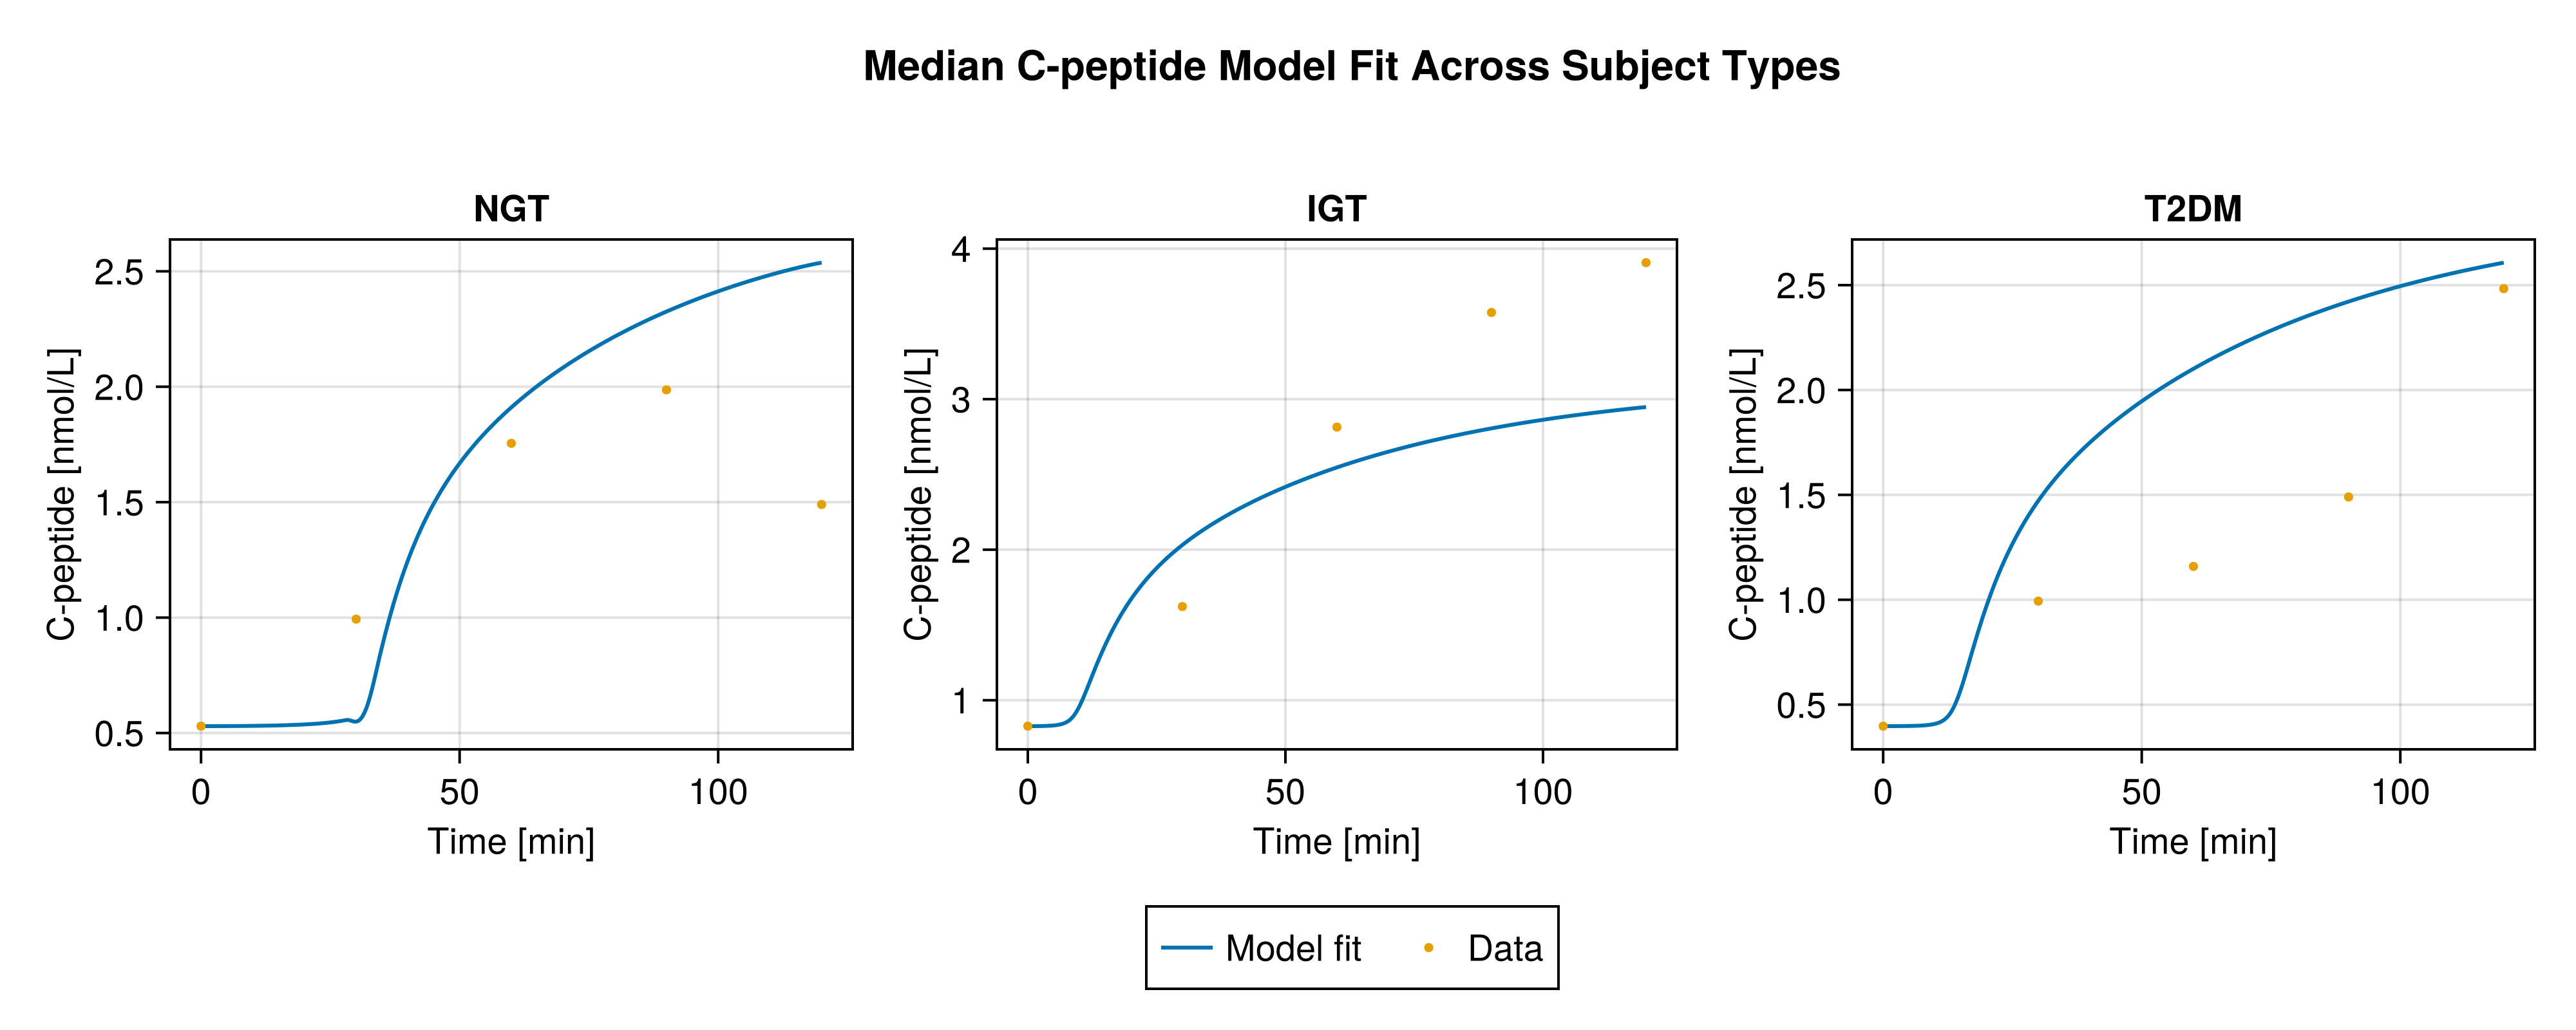 Median C-peptide Model Fit Across Subject Types
NGT
C-peptide [nmol/L]
2.5
2.0
1.5
1.0
0.5
0 50 100
Time [min]
IGT
C-peptide [nmol/L]
4
3
2
1
0 50 100
Time [min]
T2DM
C-peptide [nmol/L]
2.5
2.0
1.5
1.0
0.5
0 50 100
Time [min]
Model fit Data